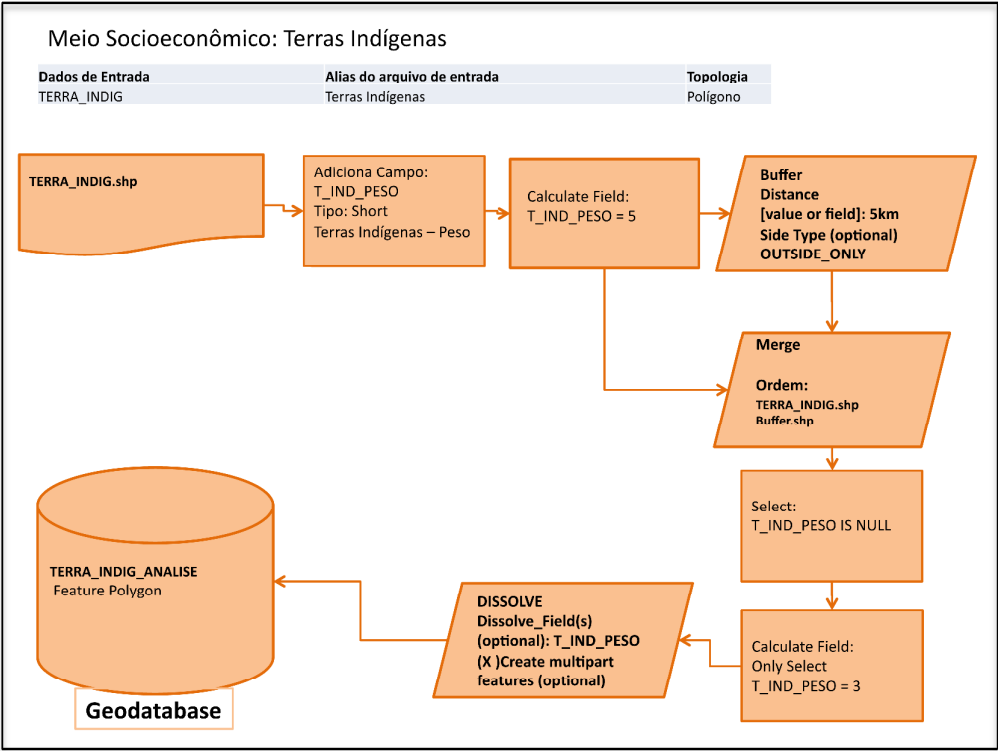 Meio Socioeconômico: Terras Indígenas
Dados de Entrada Alias do arquivo de entrada Topologia
TERRA_INDIG Terras Indígenas Polígono
TERRA_INDIG.shp
Adiciona Campo:
T_IND_PESO
Tipo: Short
Terras Indígenas – Peso
Calculate Field:
T_IND_PESO = 5
Buffer
Distance
[value or field]: 5km
Side Type (optional)
OUTSIDE_ONLY
Merge
Ordem:
TERRA_INDIG.shp
Buffer.shp
Select:
T_IND_PESO IS NULL
Calculate Field:
Only Select
T_IND_PESO = 3
DISSOLVE
Dissolve_Field(s)
(optional): T_IND_PESO
(X )Create multipart
features (optional)
TERRA_INDIG_ANALISE
Feature Polygon
Geodatabase